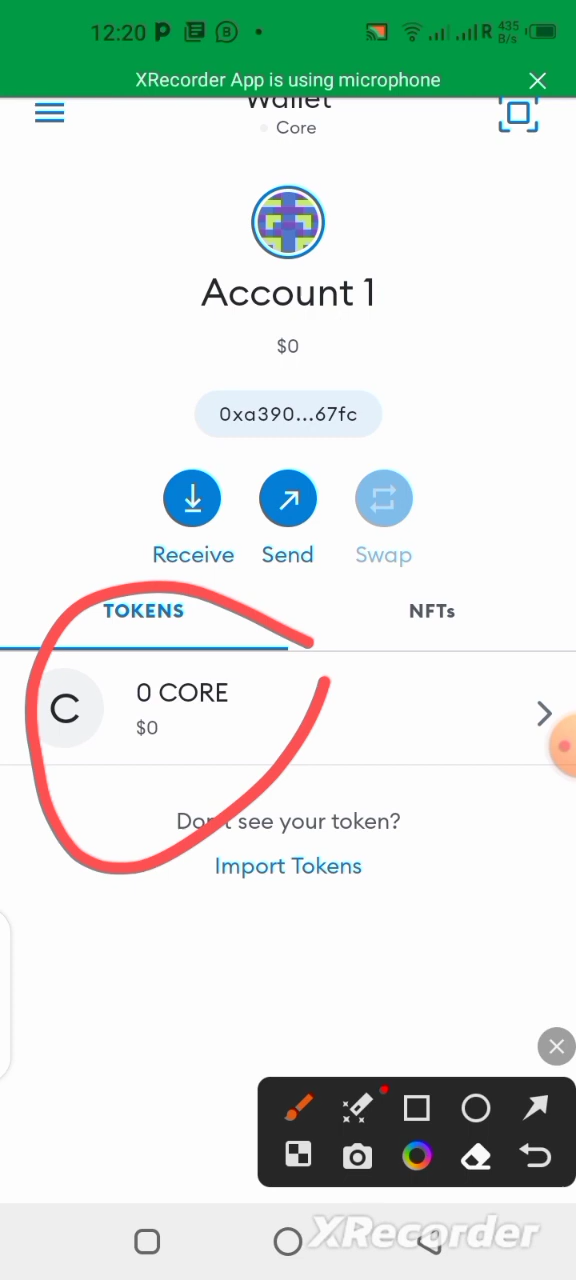 12:20 P B R 435 B/s
XRecorder App is using microphone
Wallet
Core
Account 1
$0
0xa390...67fc
Receive Send Swap
TOKENS NFTs
C 0 CORE
$0
Don't see your token?
Import Tokens
XRecorder